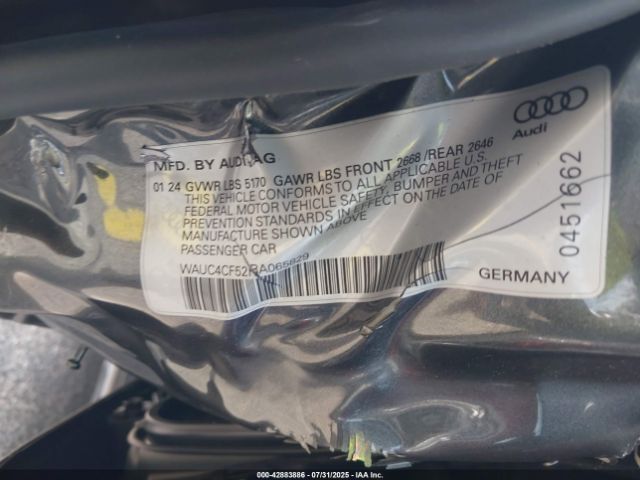 Audi
MFD. BY AUDI AG
01 24 GVWR LBS 5170 GAWR LBS FRONT 2668 /REAR 2646
THIS VEHICLE CONFORMS TO ALL APPLICABLE U.S.
FEDERAL MOTOR VEHICLE SAFETY, BUMPER AND THEFT
PREVENTION STANDARDS IN EFFECT ON THE DATE OF
MANUFACTURE SHOWN ABOVE
PASSENGER CAR
WAUC4CF52RA065829
GERMANY
0451662
000-42883886 - 07/31/2025 - IAA Inc.